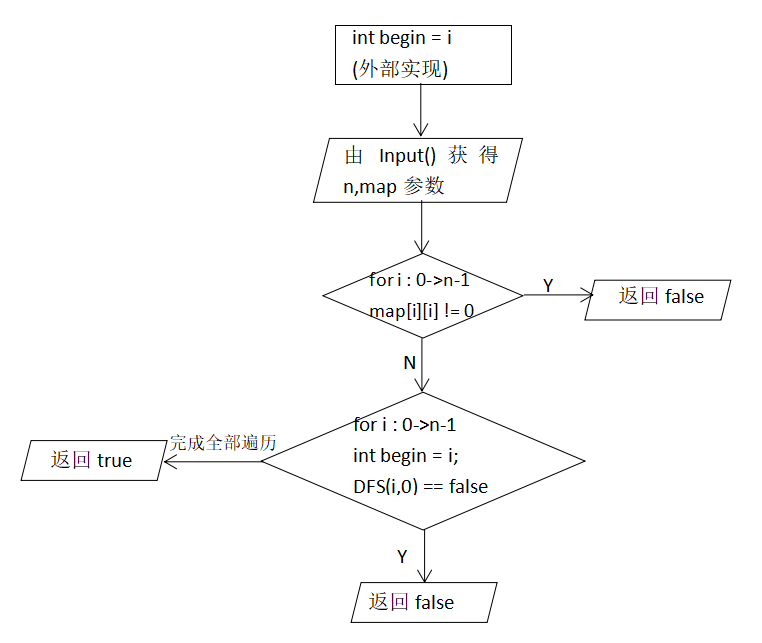 int begin = i
(外部实现)
由 Input() 获 得
n,map 参数
for i : 0->n-1
map[i][i] != 0
Y
返回 false
N
for i : 0->n-1
int begin = i;
DFS(i,0) == false
完成全部遍历
返回 true
Y
返回 false